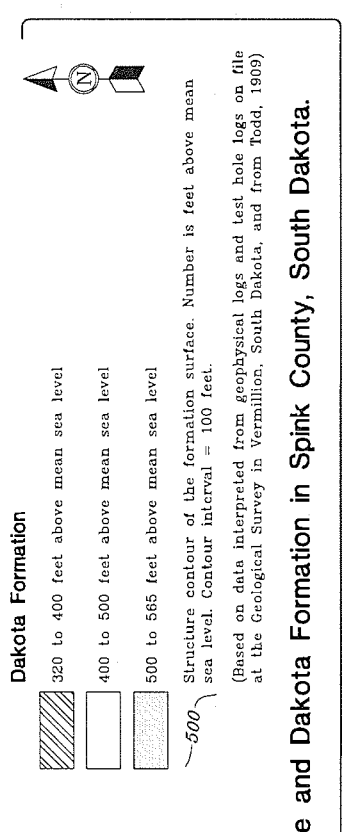 Dakota Formation
320 to 400 feet above mean sea level
400 to 500 feet above mean sea level
500 to 565 feet above mean sea level
500
Structure contour of the formation surface. Number is feet above mean
sea level. Contour interval = 100 feet.
(Based on data interpreted from geophysical logs and test hole logs on file
at the Geological Survey in Vermillion, South Dakota, and from Todd, 1909)
N
e and Dakota Formation in Spink County, South Dakota.